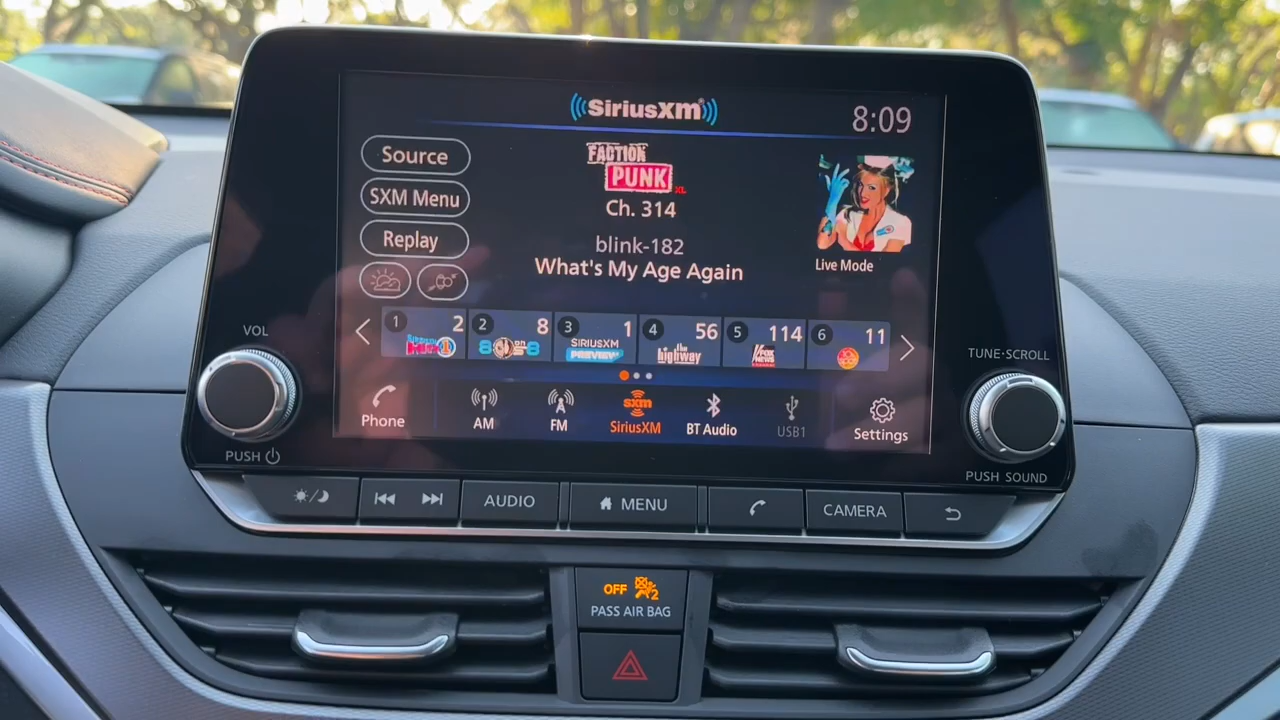 SiriusXM
8:09
Source
SXM Menu
Replay
FACTION
PUNK XL
Ch. 314
blink-182
What's My Age Again
Live Mode
1 2
2 8
8on8
3 1
SIRIUSXM
PREVIEW
4 56
the highway
5 114
FOX NEWS
6 11
Phone
AM
FM
sxm
SiriusXM
BT Audio
USB1
Settings
VOL
PUSH
TUNE·SCROLL
PUSH SOUND
AUDIO
MENU
CAMERA
OFF 2
PASS AIR BAG